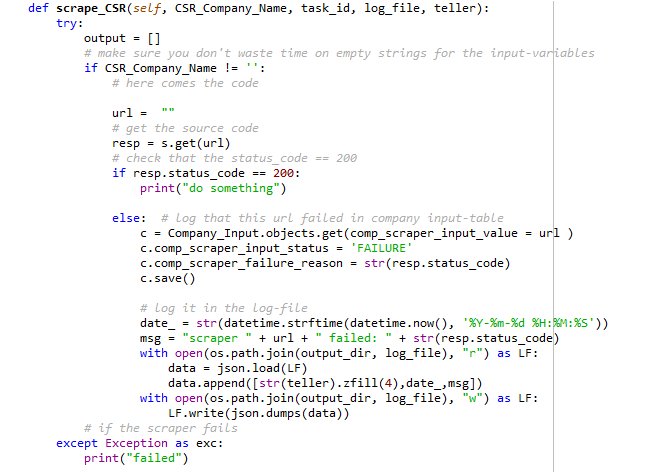 def scrape_CSR(self, CSR_Company_Name, task_id, log_file, teller):
    try:
        output = []
        # make sure you don't waste time on empty strings for the input-variables
        if CSR_Company_Name != '':
            # here comes the code

            url =  ""
            # get the source code
            resp = s.get(url)
            # check that the status_code == 200
            if resp.status_code == 200:
                print("do something")

            else:  # log that this url failed in company input-table
                c = Company_Input.objects.get(comp_scraper_input_value = url )
                c.comp_scraper_input_status = 'FAILURE'
                c.comp_scraper_failure_reason = str(resp.status_code)
                c.save()

                # log it in the log-file
                date_ = str(datetime.strftime(datetime.now(), '%Y-%m-%d %H:%M:%S'))
                msg = "scraper " + url + " failed: " + str(resp.status_code)
                with open(os.path.join(output_dir, log_file), "r") as LF:
                    data = json.load(LF)
                    data.append([str(teller).zfill(4),date_,msg])
                with open(os.path.join(output_dir, log_file), "w") as LF:
                    LF.write(json.dumps(data))
        # if the scraper fails
    except Exception as exc:
        print("failed")